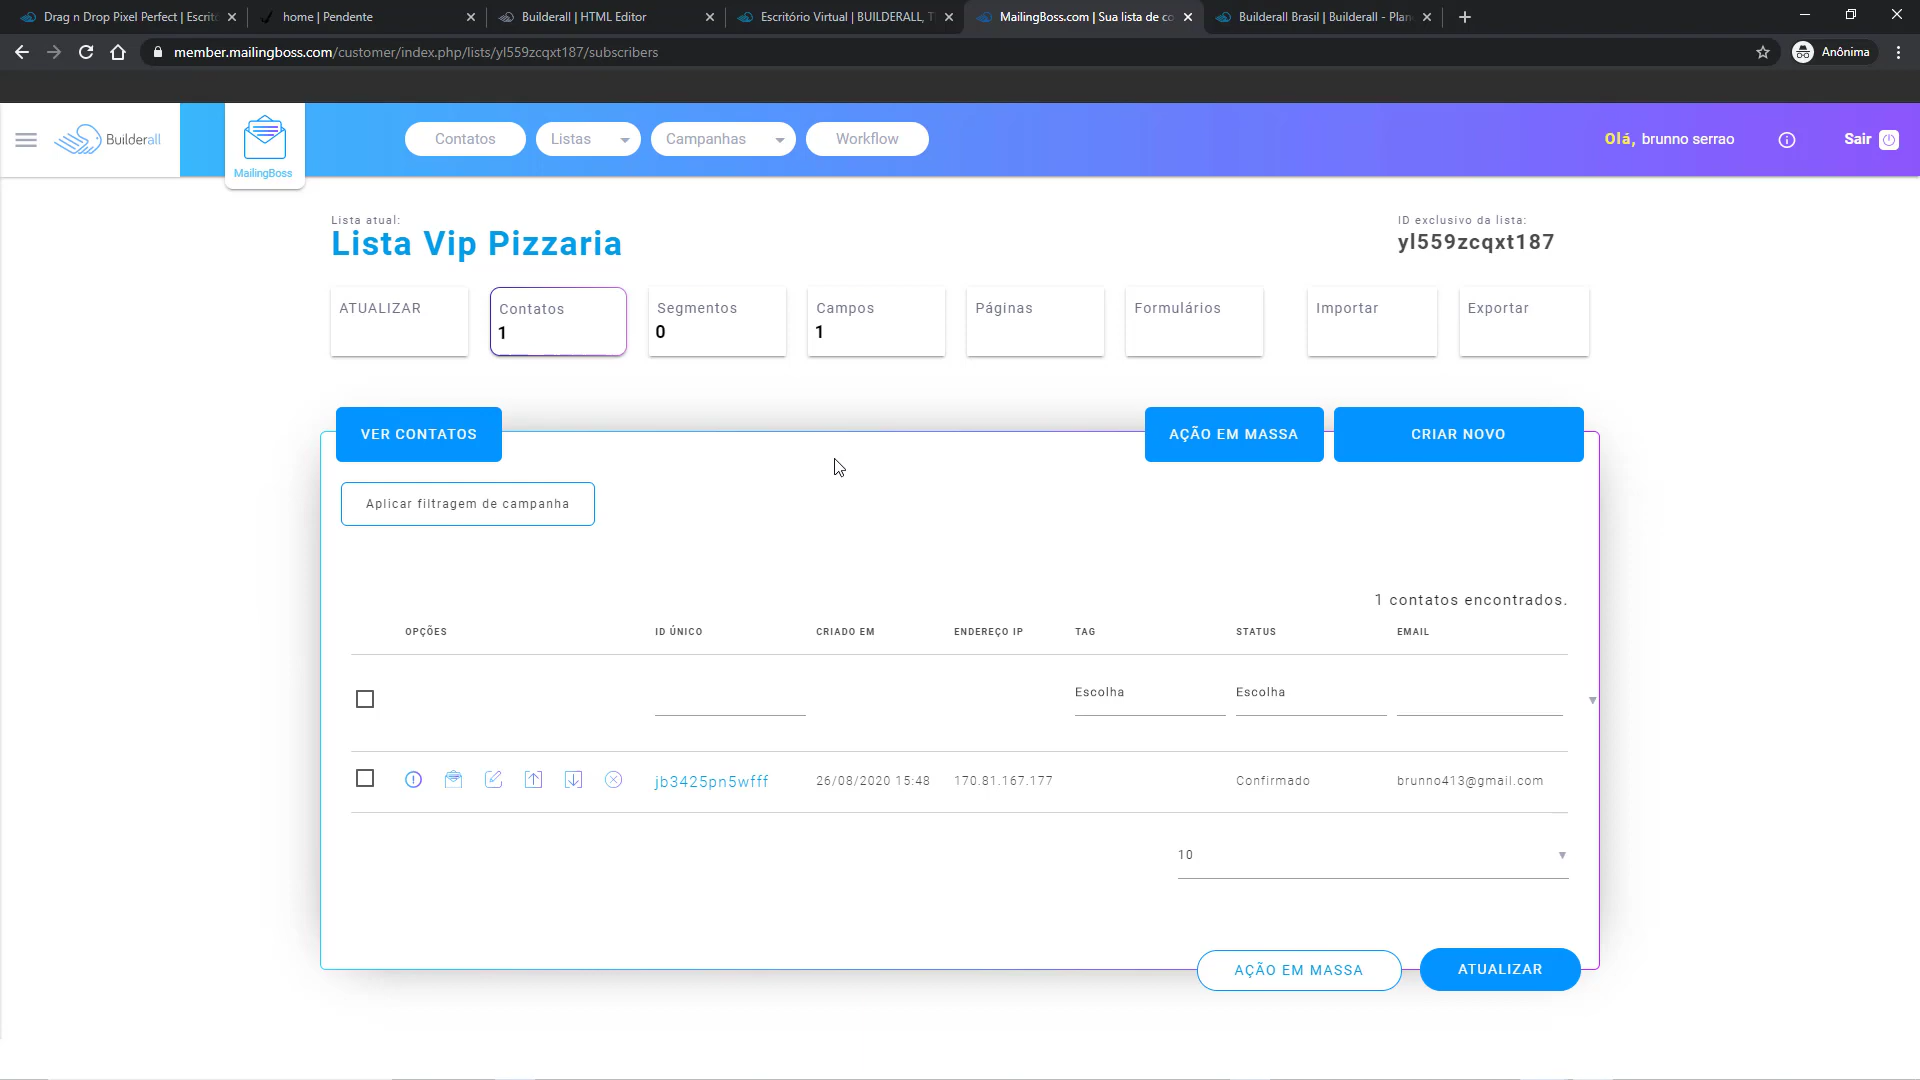 Drag n Drop Pixel Perfect | Escrito
home | Pendente
Builderall | HTML Editor
Escritório Virtual | BUILDERALL, T
MailingBoss.com | Sua lista de co
Builderall Brasil | Builderall - Plan
member.mailingboss.com/customer/index.php/lists/yl559zcqxt187/subscribers
Anônima
Builderall
MailingBoss
Contatos
Listas
Campanhas
Workflow
Olá, brunno serrao
Sair
Lista atual:
Lista Vip Pizzaria
ID exclusivo da lista:
yl559zcqxt187
ATUALIZAR
Contatos
1
Segmentos
0
Campos
1
Páginas
Formulários
Importar
Exportar
VER CONTATOS
AÇÃO EM MASSA
CRIAR NOVO
Aplicar filtragem de campanha
1 contatos encontrados.
OPÇÕES ID ÚNICO CRIADO EM ENDEREÇO IP TAG STATUS EMAIL
Escolha Escolha
jb3425pn5wfff 26/08/2020 15:48 170.81.167.177 Confirmado brunno413@gmail.com
10
AÇÃO EM MASSA
ATUALIZAR